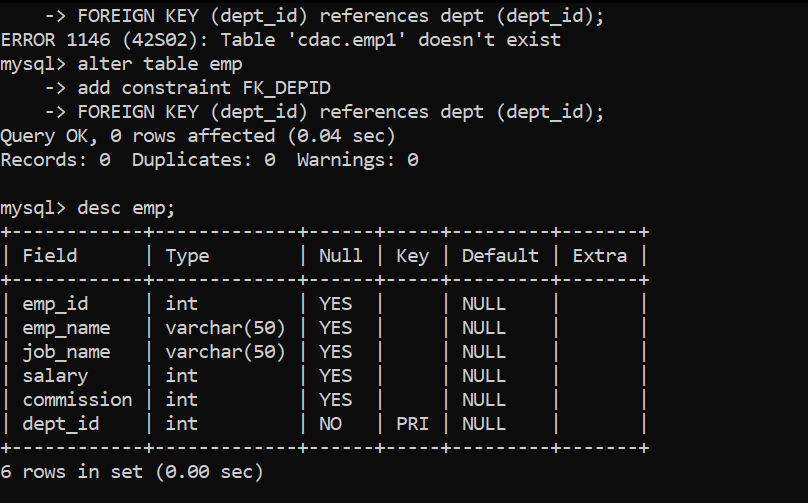 -> FOREIGN KEY (dept_id) references dept (dept_id);
ERROR 1146 (42S02): Table 'cdac.emp1' doesn't exist
mysql> alter table emp
    -> add constraint FK_DEPID
    -> FOREIGN KEY (dept_id) references dept (dept_id);
Query OK, 0 rows affected (0.04 sec)
Records: 0  Duplicates: 0  Warnings: 0

mysql> desc emp;
+------------+-------------+------+-----+---------+-------+
| Field      | Type        | Null | Key | Default | Extra |
+------------+-------------+------+-----+---------+-------+
| emp_id     | int         | YES  |     | NULL    |       |
| emp_name   | varchar(50) | YES  |     | NULL    |       |
| job_name   | varchar(50) | YES  |     | NULL    |       |
| salary     | int         | YES  |     | NULL    |       |
| commission | int         | YES  |     | NULL    |       |
| dept_id    | int         | NO   | PRI | NULL    |       |
+------------+-------------+------+-----+---------+-------+
6 rows in set (0.00 sec)